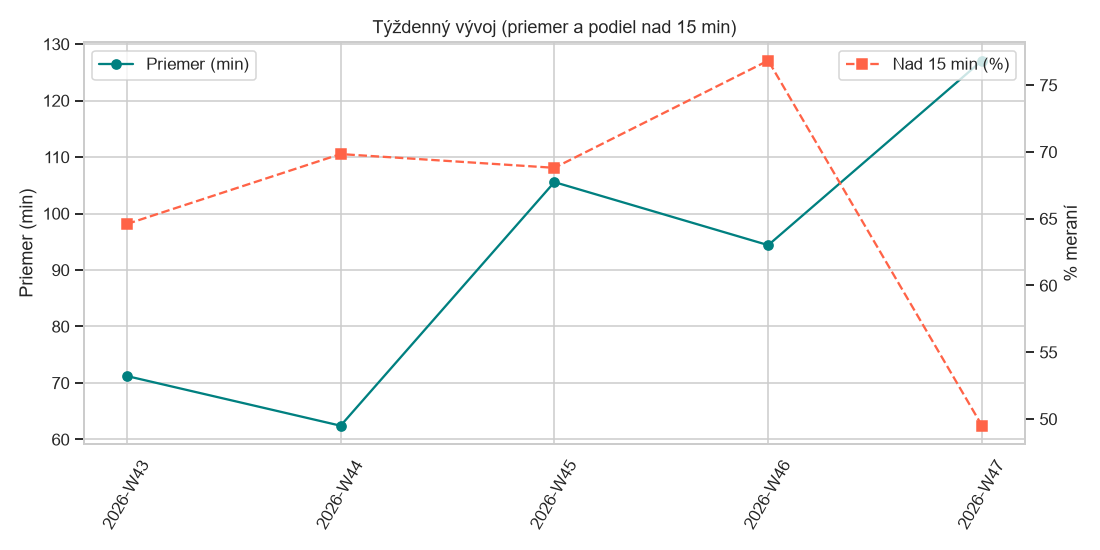 Týždenný vývoj (priemer a podiel nad 15 min)
Priemer (min)
Nad 15 min (%)
130
120
110
100
90
80
70
60
Priemer (min)
75
70
65
60
55
50
% meraní
2026-W43
2026-W44
2026-W45
2026-W46
2026-W47